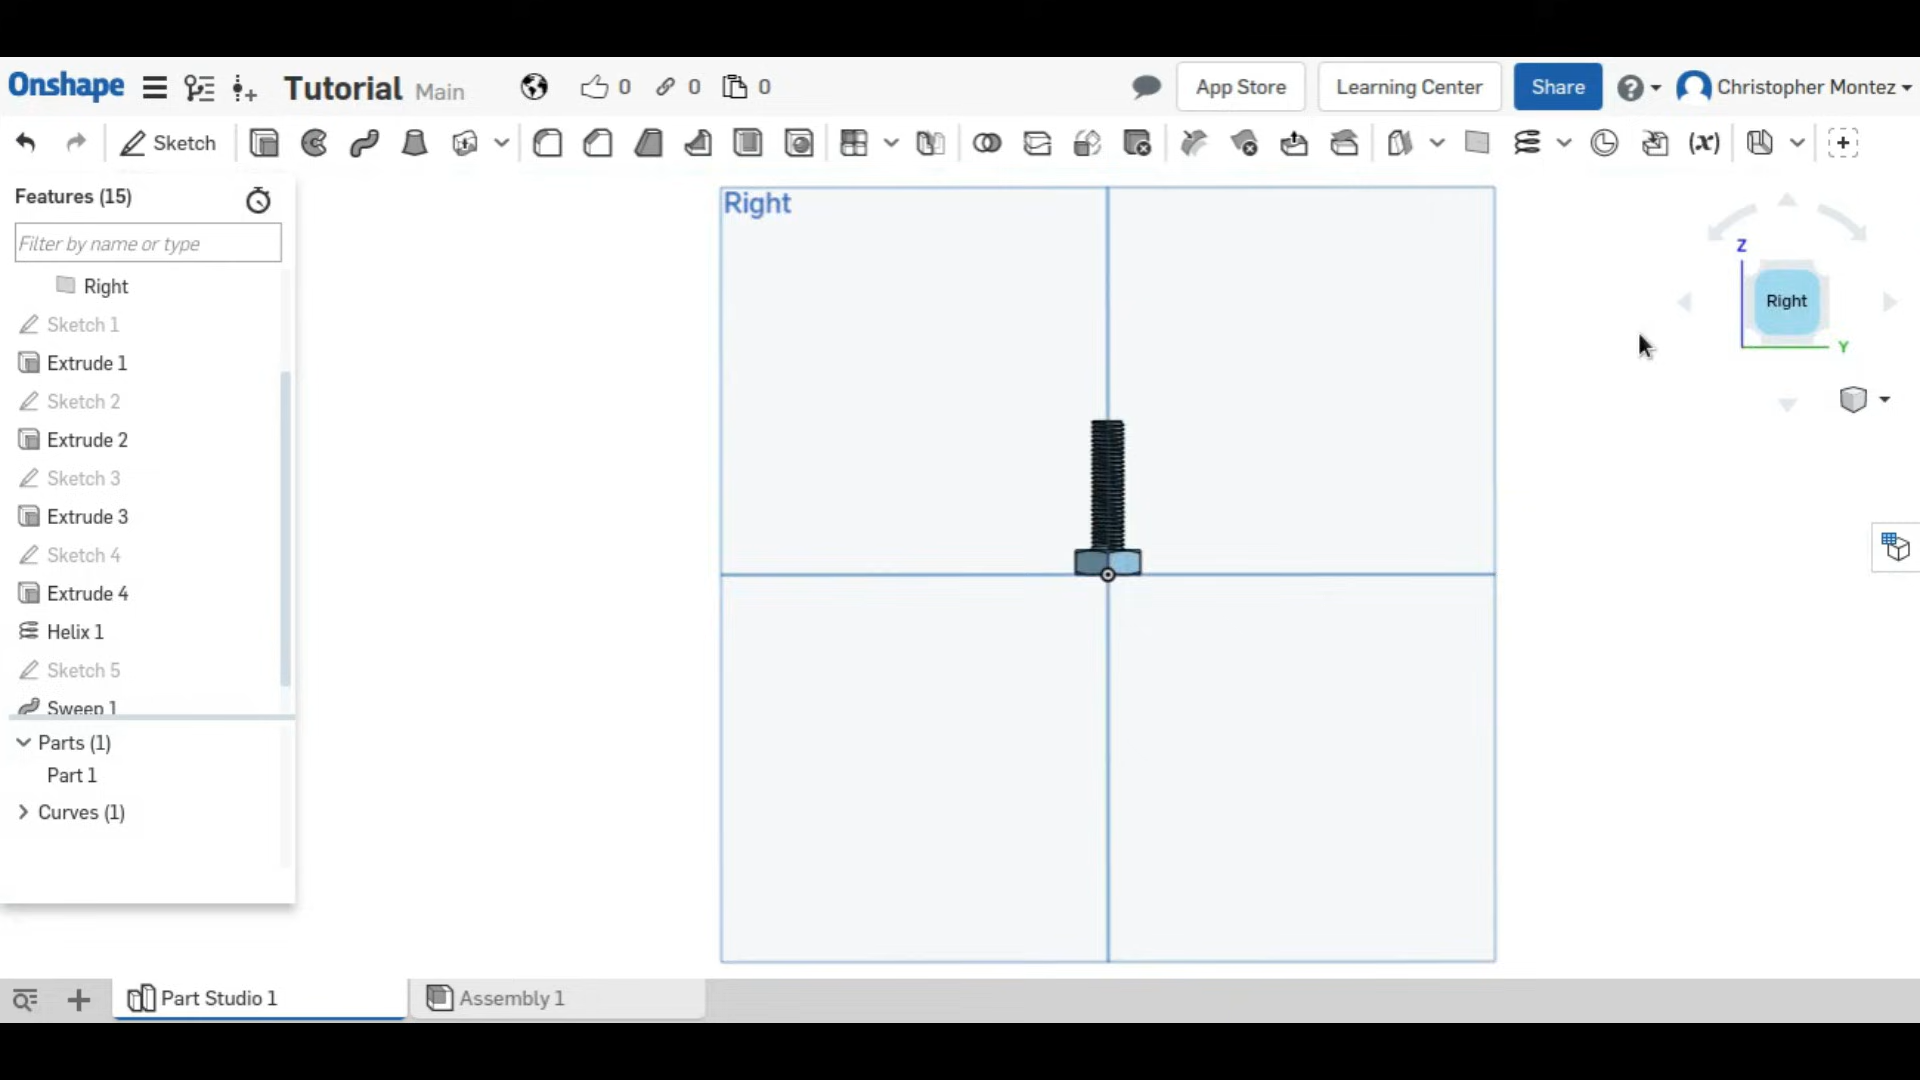 Onshape Tutorial Main 0 0 0 App Store Learning Center Share ? Christopher Montez
Sketch (x)
Features (15)
Filter by name or type
Right
Sketch 1
Extrude 1
Sketch 2
Extrude 2
Sketch 3
Extrude 3
Sketch 4
Extrude 4
Helix 1
Sketch 5
Sweep 1
Parts (1)
Part 1
Curves (1)
Right
Z
Right
Y
Part Studio 1 Assembly 1